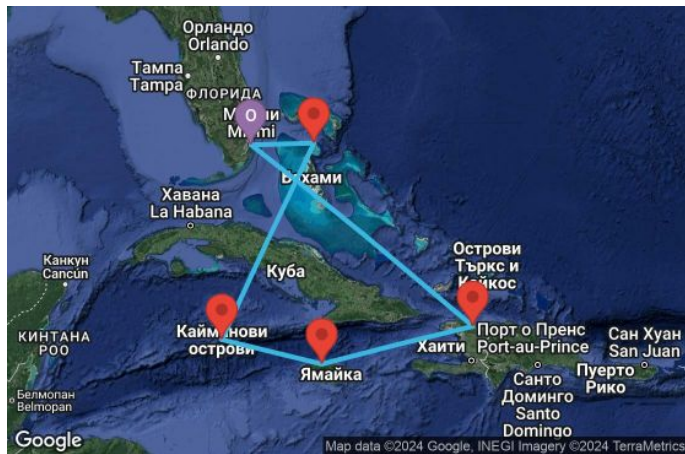 Орландо
Orlando
Тампа
Tampa
ФЛОРИДА
O
Miami
Хавана
La Habana
Канкун
Cancún
Куба
Острови
Търкс и
Кайкос
Кайманови
острови
КИНТАНА
РОО
Ямайка
Хаити
Порт о Пренс
Port-au-Prince
Сан Хуан
San Juan
Пуерто
Рико
Санто
Доминго
Santo
Domingo
Белмопан
Belmopan
Google
Map data ©2024 Google, INEGI Imagery ©2024 TerraMetrics